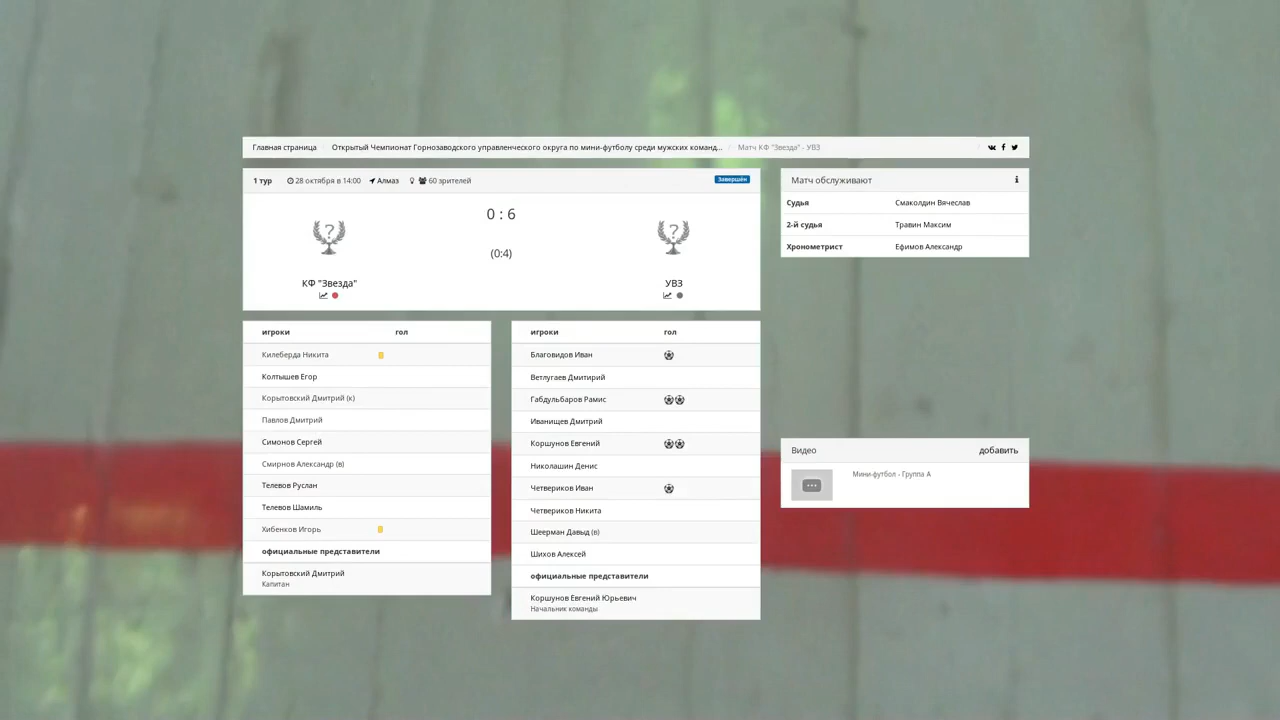 Главная страница / Открытый Чемпионат Горнозаводского управленческого округа по мини-футболу среди мужских команд... / Матч КФ "Звезда" - УВЗ
1 тур 28 октября в 14:00 Алмаз 60 зрителей Завершён
0 : 6
(0:4)
КФ "Звезда" УВЗ
игроки гол
Килеберда Никита
Колтышев Егор
Корытовский Дмитрий (к)
Павлов Дмитрий
Симонов Сергей
Смирнов Александр (в)
Телевов Руслан
Телевов Шамиль
Хибенков Игорь
официальные представители
Корытовский Дмитрий
Капитан
игроки гол
Благовидов Иван
Ветлугаев Дмитирий
Габдульбаров Рамис
Иванищев Дмитрий
Коршунов Евгений
Николашин Денис
Четвериков Иван
Четвериков Никита
Шеерман Давыд (в)
Шихов Алексей
официальные представители
Коршунов Евгений Юрьевич
Начальник команды
Матч обслуживают
Судья Смаколдин Вячеслав
2-й судья Травин Максим
Хронометрист Ефимов Александр
Видео добавить
Мини-футбол - Группа А